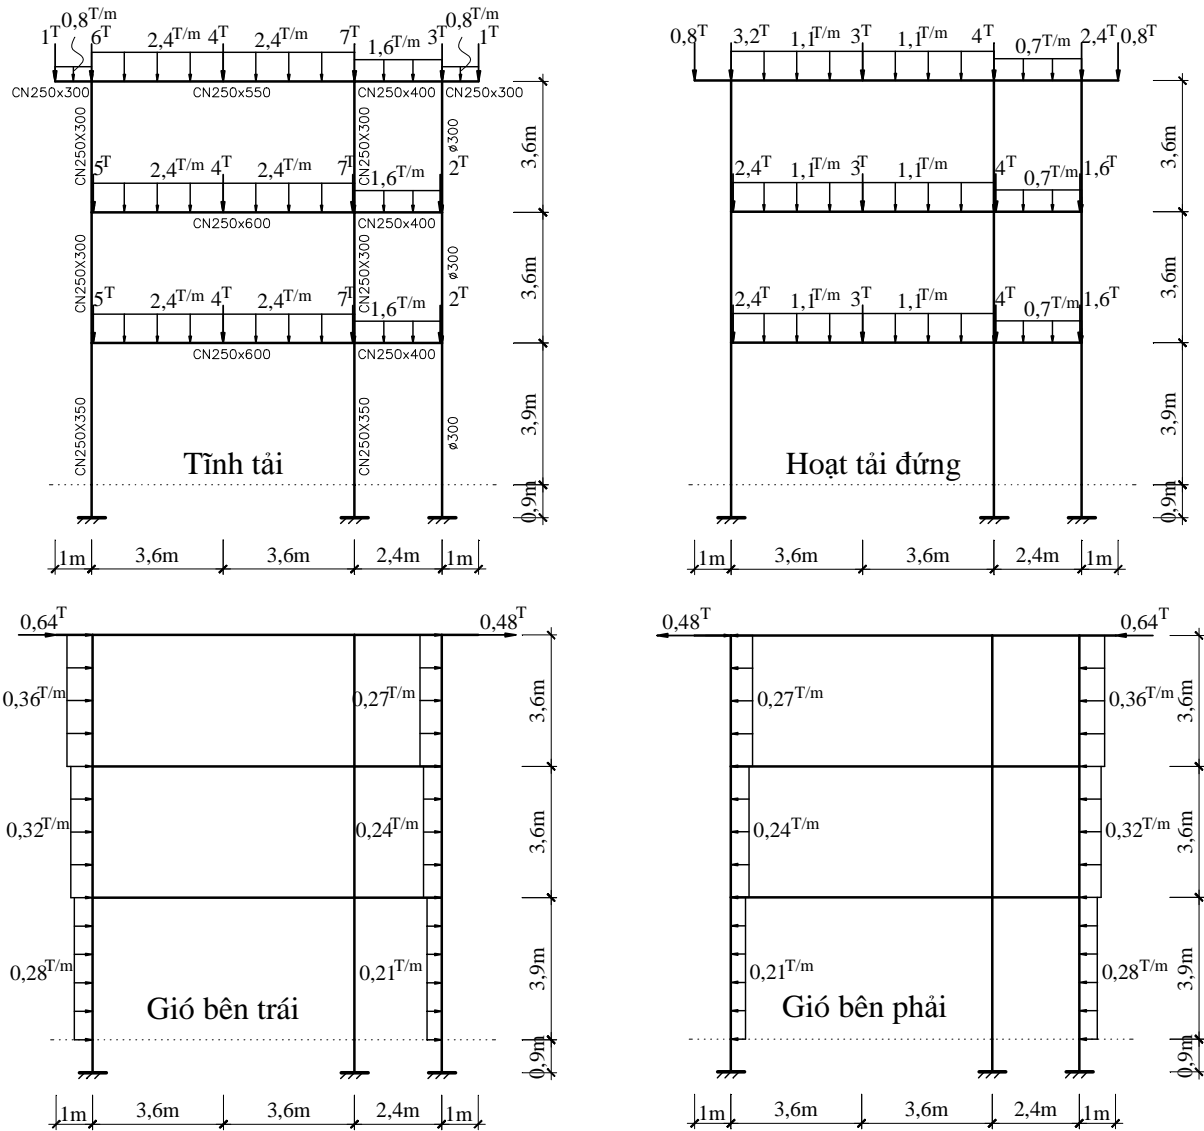 1T 0,8T/m 6T 2,4T/m 4T 2,4T/m 7T 1,6T/m 3T 0,8T/m 1T
CN250x300 CN250x550 CN250x400 CN250x300
CN250X300 CN250X300 ø300 3,6m
5T 2,4T/m 4T 2,4T/m 7T 1,6T/m 2T
CN250x600 CN250x400
CN250X300 CN250X300 ø300 3,6m
5T 2,4T/m 4T 2,4T/m 7T 1,6T/m 2T
CN250x600 CN250x400
CN250X350 CN250X350 ø300 3,9m
Tĩnh tải
0,9m
1m 3,6m 3,6m 2,4m 1m
0,8T 3,2T 1,1T/m 3T 1,1T/m 4T 0,7T/m 2,4T 0,8T
3,6m
2,4T 1,1T/m 3T 1,1T/m 4T 0,7T/m 1,6T
3,6m
2,4T 1,1T/m 3T 1,1T/m 4T 0,7T/m 1,6T
3,9m
Hoạt tải đứng
0,9m
1m 3,6m 3,6m 2,4m 1m
0,64T 0,48T
0,36T/m 0,27T/m 3,6m
0,32T/m 0,24T/m 3,6m
0,28T/m 0,21T/m 3,9m
Gió bên trái
0,9m
1m 3,6m 3,6m 2,4m 1m
0,48T 0,64T
0,27T/m 0,36T/m 3,6m
0,24T/m 0,32T/m 3,6m
0,21T/m 0,28T/m 3,9m
Gió bên phải
0,9m
1m 3,6m 3,6m 2,4m 1m